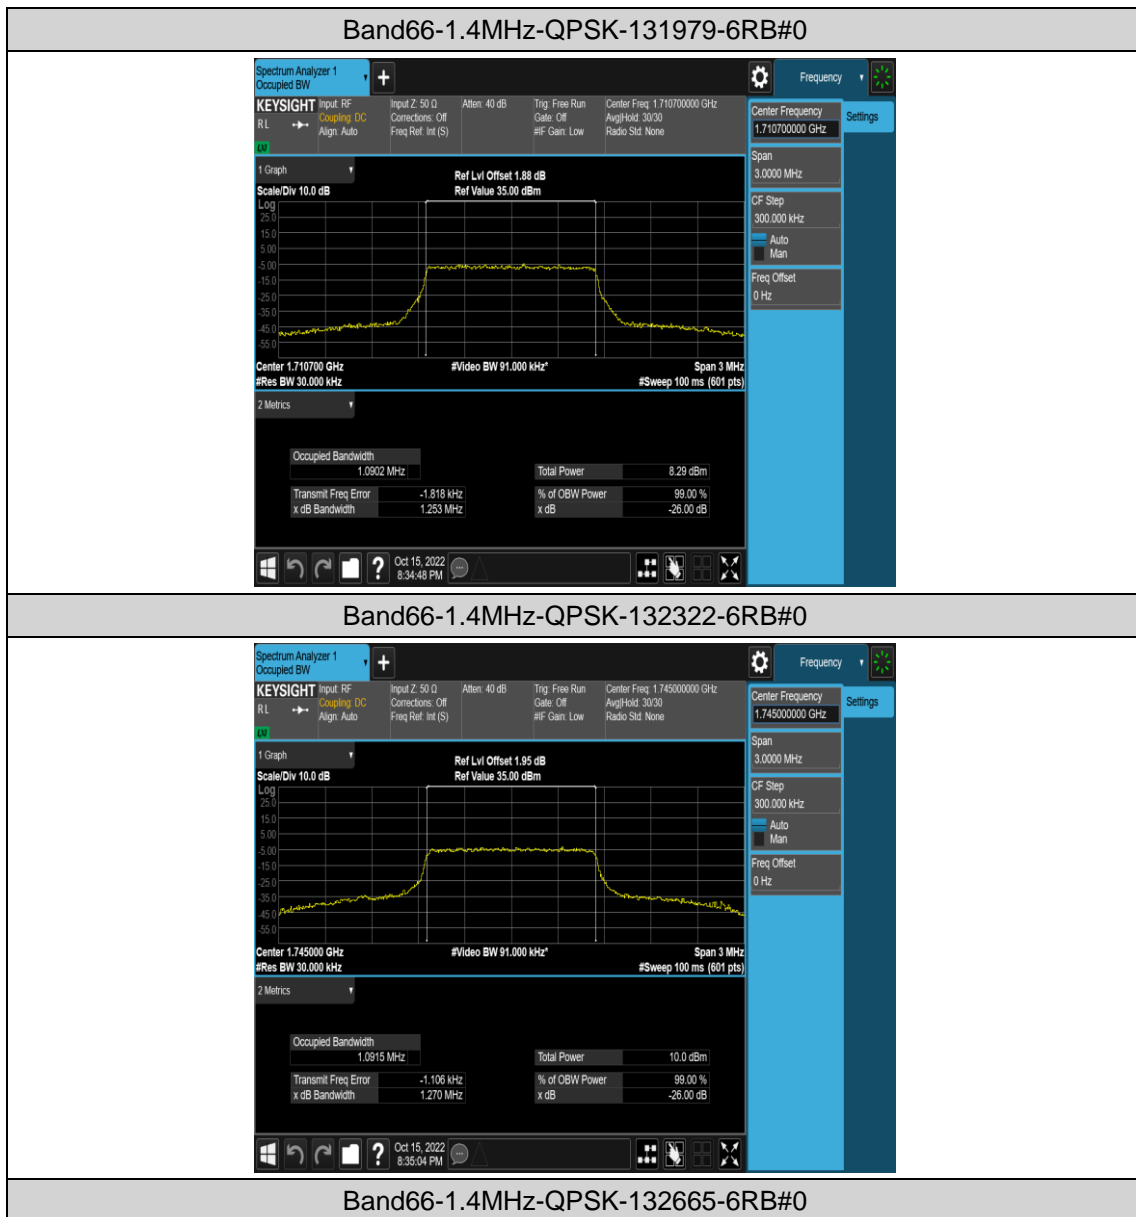 Band66-1.4MHz-QPSK-131979-6RB#0
Spectrum Analyzer 1
Occupied BW
Frequency
KEYSIGHT
RL
LXI
Input: RF
Coupling: DC
Align: Auto
Input Z: 50 Ω
Corrections: Off
Freq Ref: Int (S)
Atten: 40 dB
Trig: Free Run
Gate: Off
#IF Gain: Low
Center Freq: 1.710700000 GHz
Avg|Hold: 30/30
Radio Std: None
Center Frequency
1.710700000 GHz
Settings
Span
3.0000 MHz
CF Step
300.000 kHz
Auto
Man
Freq Offset
0 Hz
1 Graph
Scale/Div 10.0 dB
Ref Lvl Offset 1.88 dB
Ref Value 35.00 dBm
Log
25.0
15.0
5.00
-5.00
-15.0
-25.0
-35.0
-45.0
-55.0
Center 1.710700 GHz
#Video BW 91.000 kHz*
Span 3 MHz
#Res BW 30.000 kHz
#Sweep 100 ms (601 pts)
2 Metrics
Occupied Bandwidth
1.0902 MHz
Total Power 8.29 dBm
Transmit Freq Error -1.818 kHz
% of OBW Power 99.00 %
x dB Bandwidth 1.253 MHz
x dB -26.00 dB
?
Oct 15, 2022
8:34:48 PM
Band66-1.4MHz-QPSK-132322-6RB#0
Spectrum Analyzer 1
Occupied BW
Frequency
KEYSIGHT
RL
LXI
Input: RF
Coupling: DC
Align: Auto
Input Z: 50 Ω
Corrections: Off
Freq Ref: Int (S)
Atten: 40 dB
Trig: Free Run
Gate: Off
#IF Gain: Low
Center Freq: 1.745000000 GHz
Avg|Hold: 30/30
Radio Std: None
Center Frequency
1.745000000 GHz
Settings
Span
3.0000 MHz
CF Step
300.000 kHz
Auto
Man
Freq Offset
0 Hz
1 Graph
Scale/Div 10.0 dB
Ref Lvl Offset 1.95 dB
Ref Value 35.00 dBm
Log
25.0
15.0
5.00
-5.00
-15.0
-25.0
-35.0
-45.0
-55.0
Center 1.745000 GHz
#Video BW 91.000 kHz*
Span 3 MHz
#Res BW 30.000 kHz
#Sweep 100 ms (601 pts)
2 Metrics
Occupied Bandwidth
1.0915 MHz
Total Power 10.0 dBm
Transmit Freq Error -1.106 kHz
% of OBW Power 99.00 %
x dB Bandwidth 1.270 MHz
x dB -26.00 dB
?
Oct 15, 2022
8:35:04 PM
Band66-1.4MHz-QPSK-132665-6RB#0